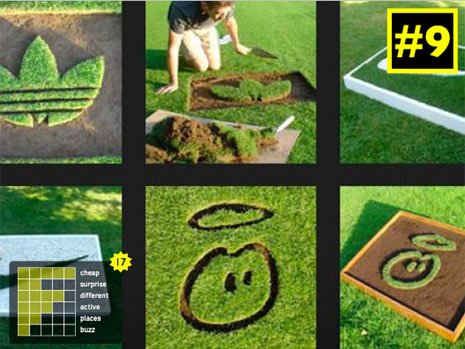 #9
17
cheap
surprise
different
active
places
buzz